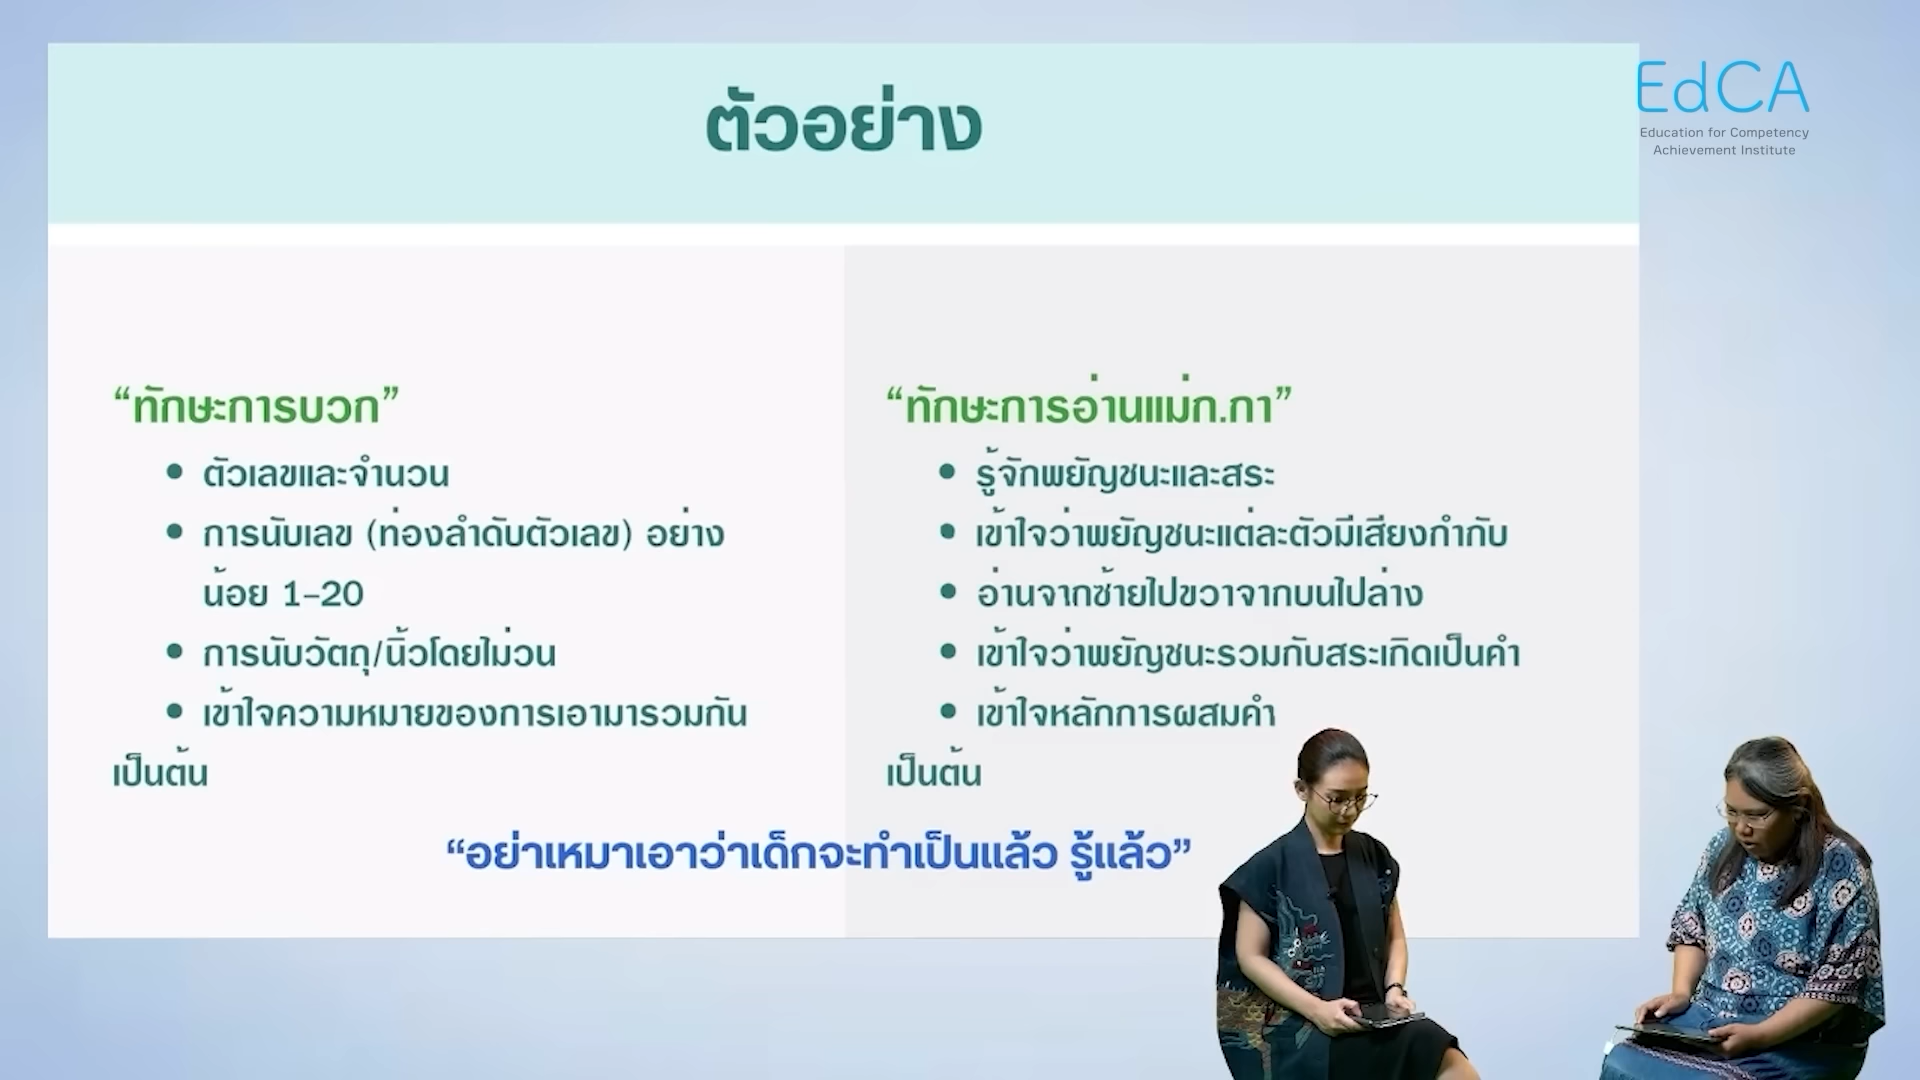 ตัวอย่าง
EdCA
Education for Competency
Achievement Institute
“ทักษะการบวก”
• ตัวเลขและจำนวน
• การนับเลข (ท่องลำดับตัวเลข) อย่าง
น้อย 1–20
• การนับวัตถุ/นิ้วโดยไม่วน
• เข้าใจความหมายของการเอามารวมกัน
เป็นต้น
“ทักษะการอ่านแม่ก.กา”
• รู้จักพยัญชนะและสระ
• เข้าใจว่าพยัญชนะแต่ละตัวมีเสียงกำกับ
• อ่านจากซ้ายไปขวาจากบนไปล่าง
• เข้าใจว่าพยัญชนะรวมกับสระเกิดเป็นคำ
• เข้าใจหลักการผสมคำ
เป็นต้น
“อย่าเหมาเอาว่าเด็กจะทำเป็นแล้ว รู้แล้ว”